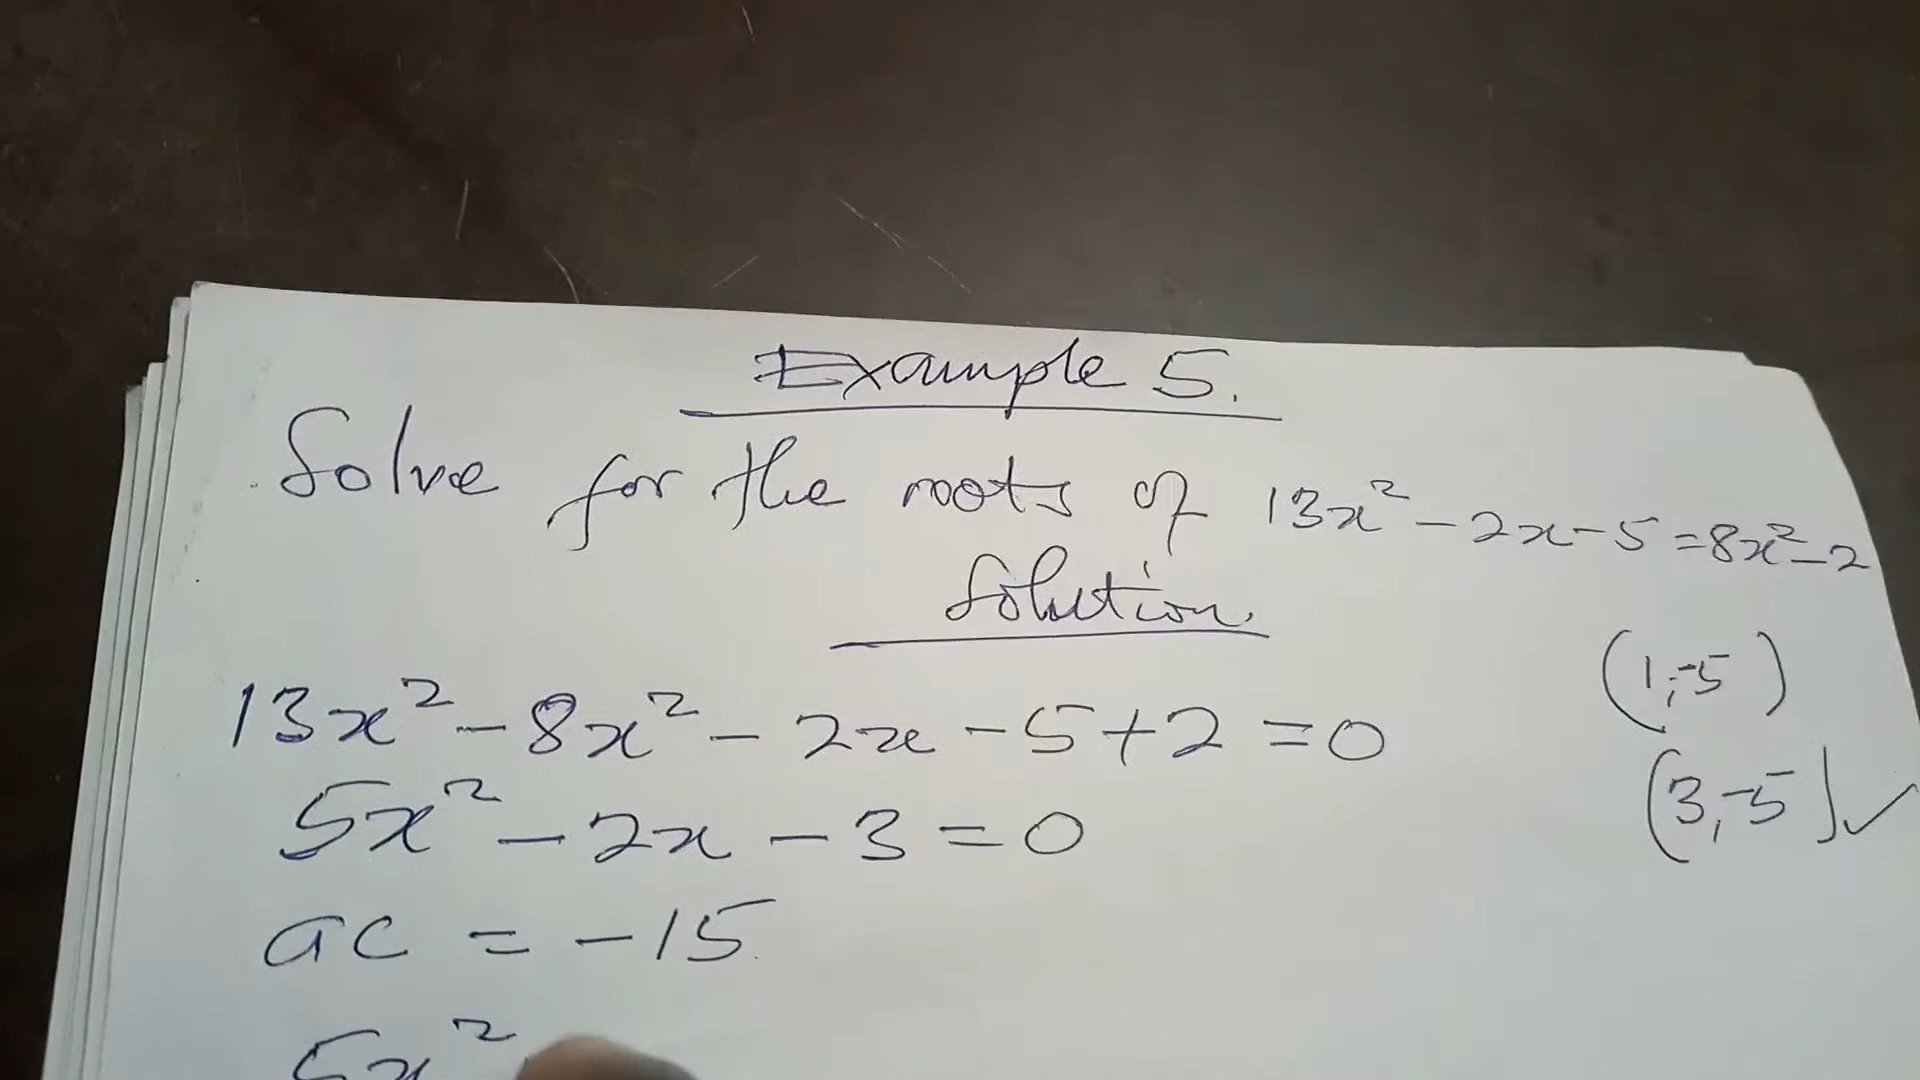 Example 5.
Solve for the roots of 13x² - 2x - 5 = 8x² - 2
Solution.
13x² - 8x² - 2x - 5 + 2 = 0
(1, -5)
5x² - 2x - 3 = 0
(3, -5) ✓
ac = -15
5x²